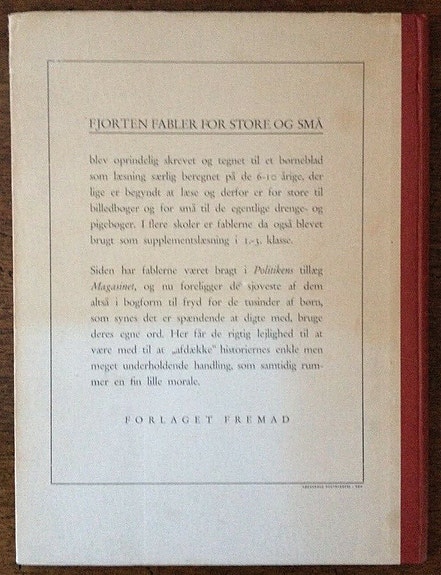 FJORTEN FABLER FOR STORE OG SMÅ
blev oprindelig skrevet og tegnet til et børneblad
som læsning særlig beregnet på de 6-10 årige, der
lige er begyndt at læse og derfor er for store til
billedbøger og for små til de egentlige drenge- og
pigebøger. I flere skoler er fablerne da også blevet
brugt som supplementslæsning i 1.-3. klasse.
Siden har fablerne været bragt i Politikens tillæg
Magasinet, og nu foreligger de sjoveste af dem
altså i bogform til fryd for de tusinder af børn,
som synes det er spændende at digte med, bruge
deres egne ord. Her får de rigtig lejlighed til at
være med til at „afdække" historiernes enkle men
meget underholdende handling, som samtidig rum-
mer en fin lille morale.
FORLAGET FREMAD